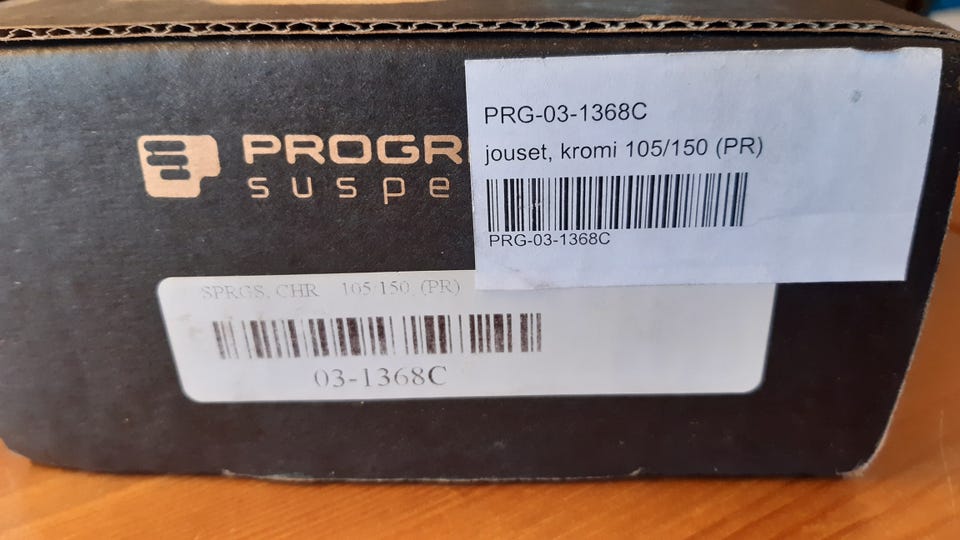 PROGR
suspe
PRG-03-1368C
jouset, kromi 105/150 (PR)
PRG-03-1368C
SPRGS, CHR 105 150 (PR)
03-1368C